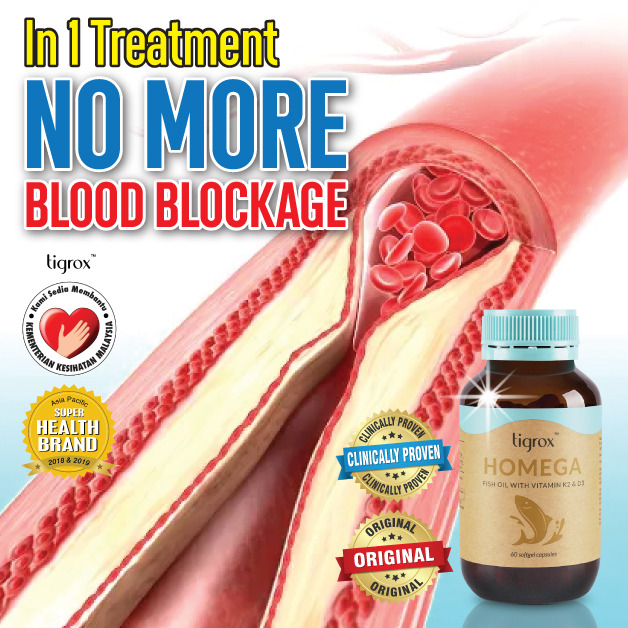 In 1 Treatment
NO MORE
BLOOD BLOCKAGE
tigrox™
Kami Sedia Membantu
KEMENTERIAN KESIHATAN MALAYSIA
Asia Pacific
SUPER
HEALTH
BRAND
2018 & 2019
CLINICALLY PROVEN
CLINICALLY PROVEN
CLINICALLY PROVEN
ORIGINAL
ORIGINAL
ORIGINAL
tigrox™
HOMEGA
FISH OIL WITH VITAMIN K2 & D3
60 softgel capsules